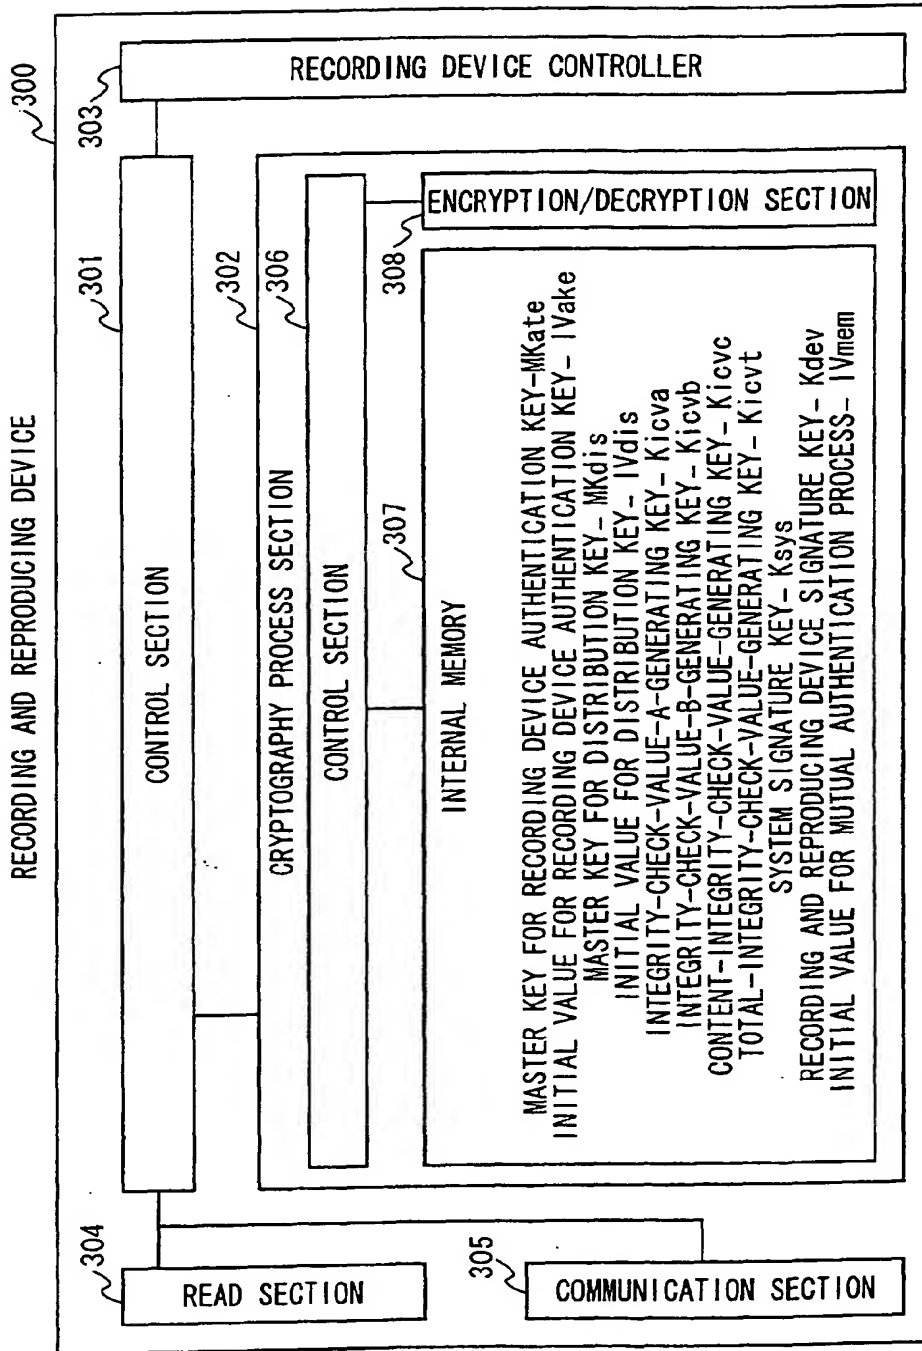 RECORDING AND REPRODUCING DEVICE
300
301
CONTROL SECTION
303
RECORDING DEVICE CONTROLLER
304
READ SECTION
305
COMMUNICATION SECTION
302
CRYPTOGRAPHY PROCESS SECTION
306
CONTROL SECTION
307
INTERNAL MEMORY
MASTER KEY FOR RECORDING DEVICE AUTHENTICATION KEY-MKate
INITIAL VALUE FOR RECORDING DEVICE AUTHENTICATION KEY- IVake
MASTER KEY FOR DISTRIBUTION KEY- MKdis
INITIAL VALUE FOR DISTRIBUTION KEY- IVdis
INTEGRITY-CHECK-VALUE-A-GENERATING KEY- Kicva
INTEGRITY-CHECK-VALUE-B-GENERATING KEY- Kicvb
CONTENT-INTEGRITY-CHECK-VALUE-GENERATING KEY- Kicvc
TOTAL-INTEGRITY-CHECK-VALUE-GENERATING KEY- Kicvt
SYSTEM SIGNATURE KEY- Ksys
RECORDING AND REPRODUCING DEVICE SIGNATURE KEY- Kdev
INITIAL VALUE FOR MUTUAL AUTHENTICATION PROCESS- IVmem
308
ENCRYPTION/DECRYPTION SECTION